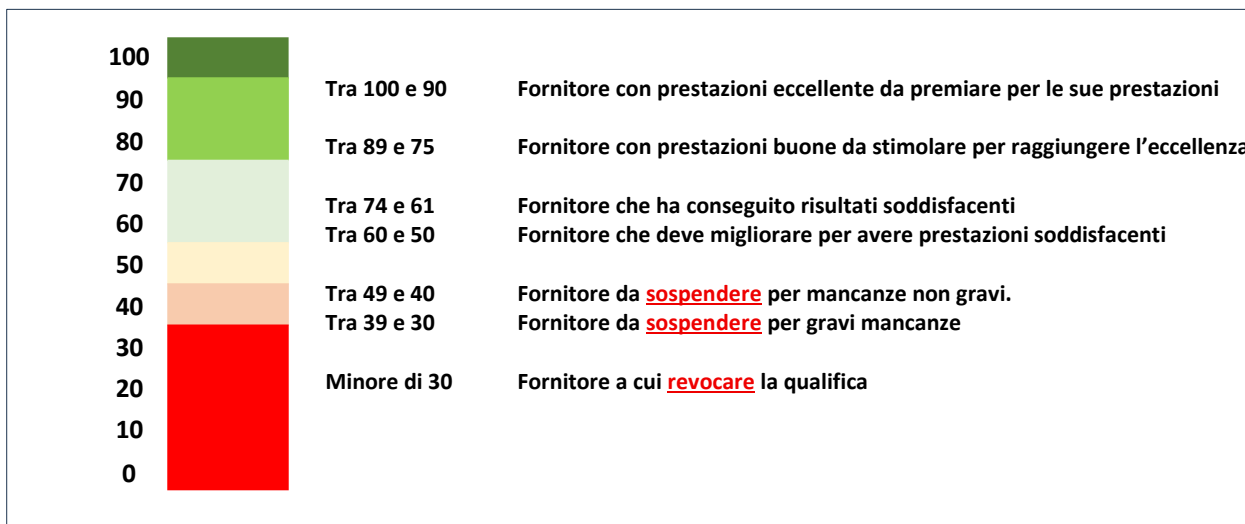 100
90
80
70
60
50
40
30
20
10
0
Tra 100 e 90 Fornitore con prestazioni eccellente da premiare per le sue prestazioni
Tra 89 e 75 Fornitore con prestazioni buone da stimolare per raggiungere l’eccellenza
Tra 74 e 61 Fornitore che ha conseguito risultati soddisfacenti
Tra 60 e 50 Fornitore che deve migliorare per avere prestazioni soddisfacenti
Tra 49 e 40 Fornitore da sospendere per mancanze non gravi.
Tra 39 e 30 Fornitore da sospendere per gravi mancanze
Minore di 30 Fornitore a cui revocare la qualifica